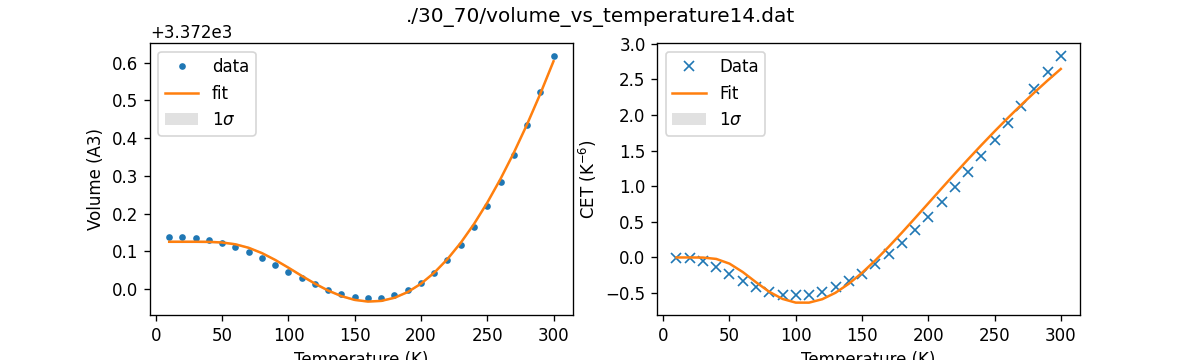 ./30_70/volume_vs_temperature14.dat
+3.372e3
0.6
0.5
0.4
0.3
0.2
0.1
0.0
Volume (A3)
data
fit
1σ
0 50 100 150 200 250 300
Temperature (K)
3.0
2.5
2.0
1.5
1.0
0.5
0.0
−0.5
CET (K⁻⁶)
Data
Fit
1σ
0 50 100 150 200 250 300
Temperature (K)